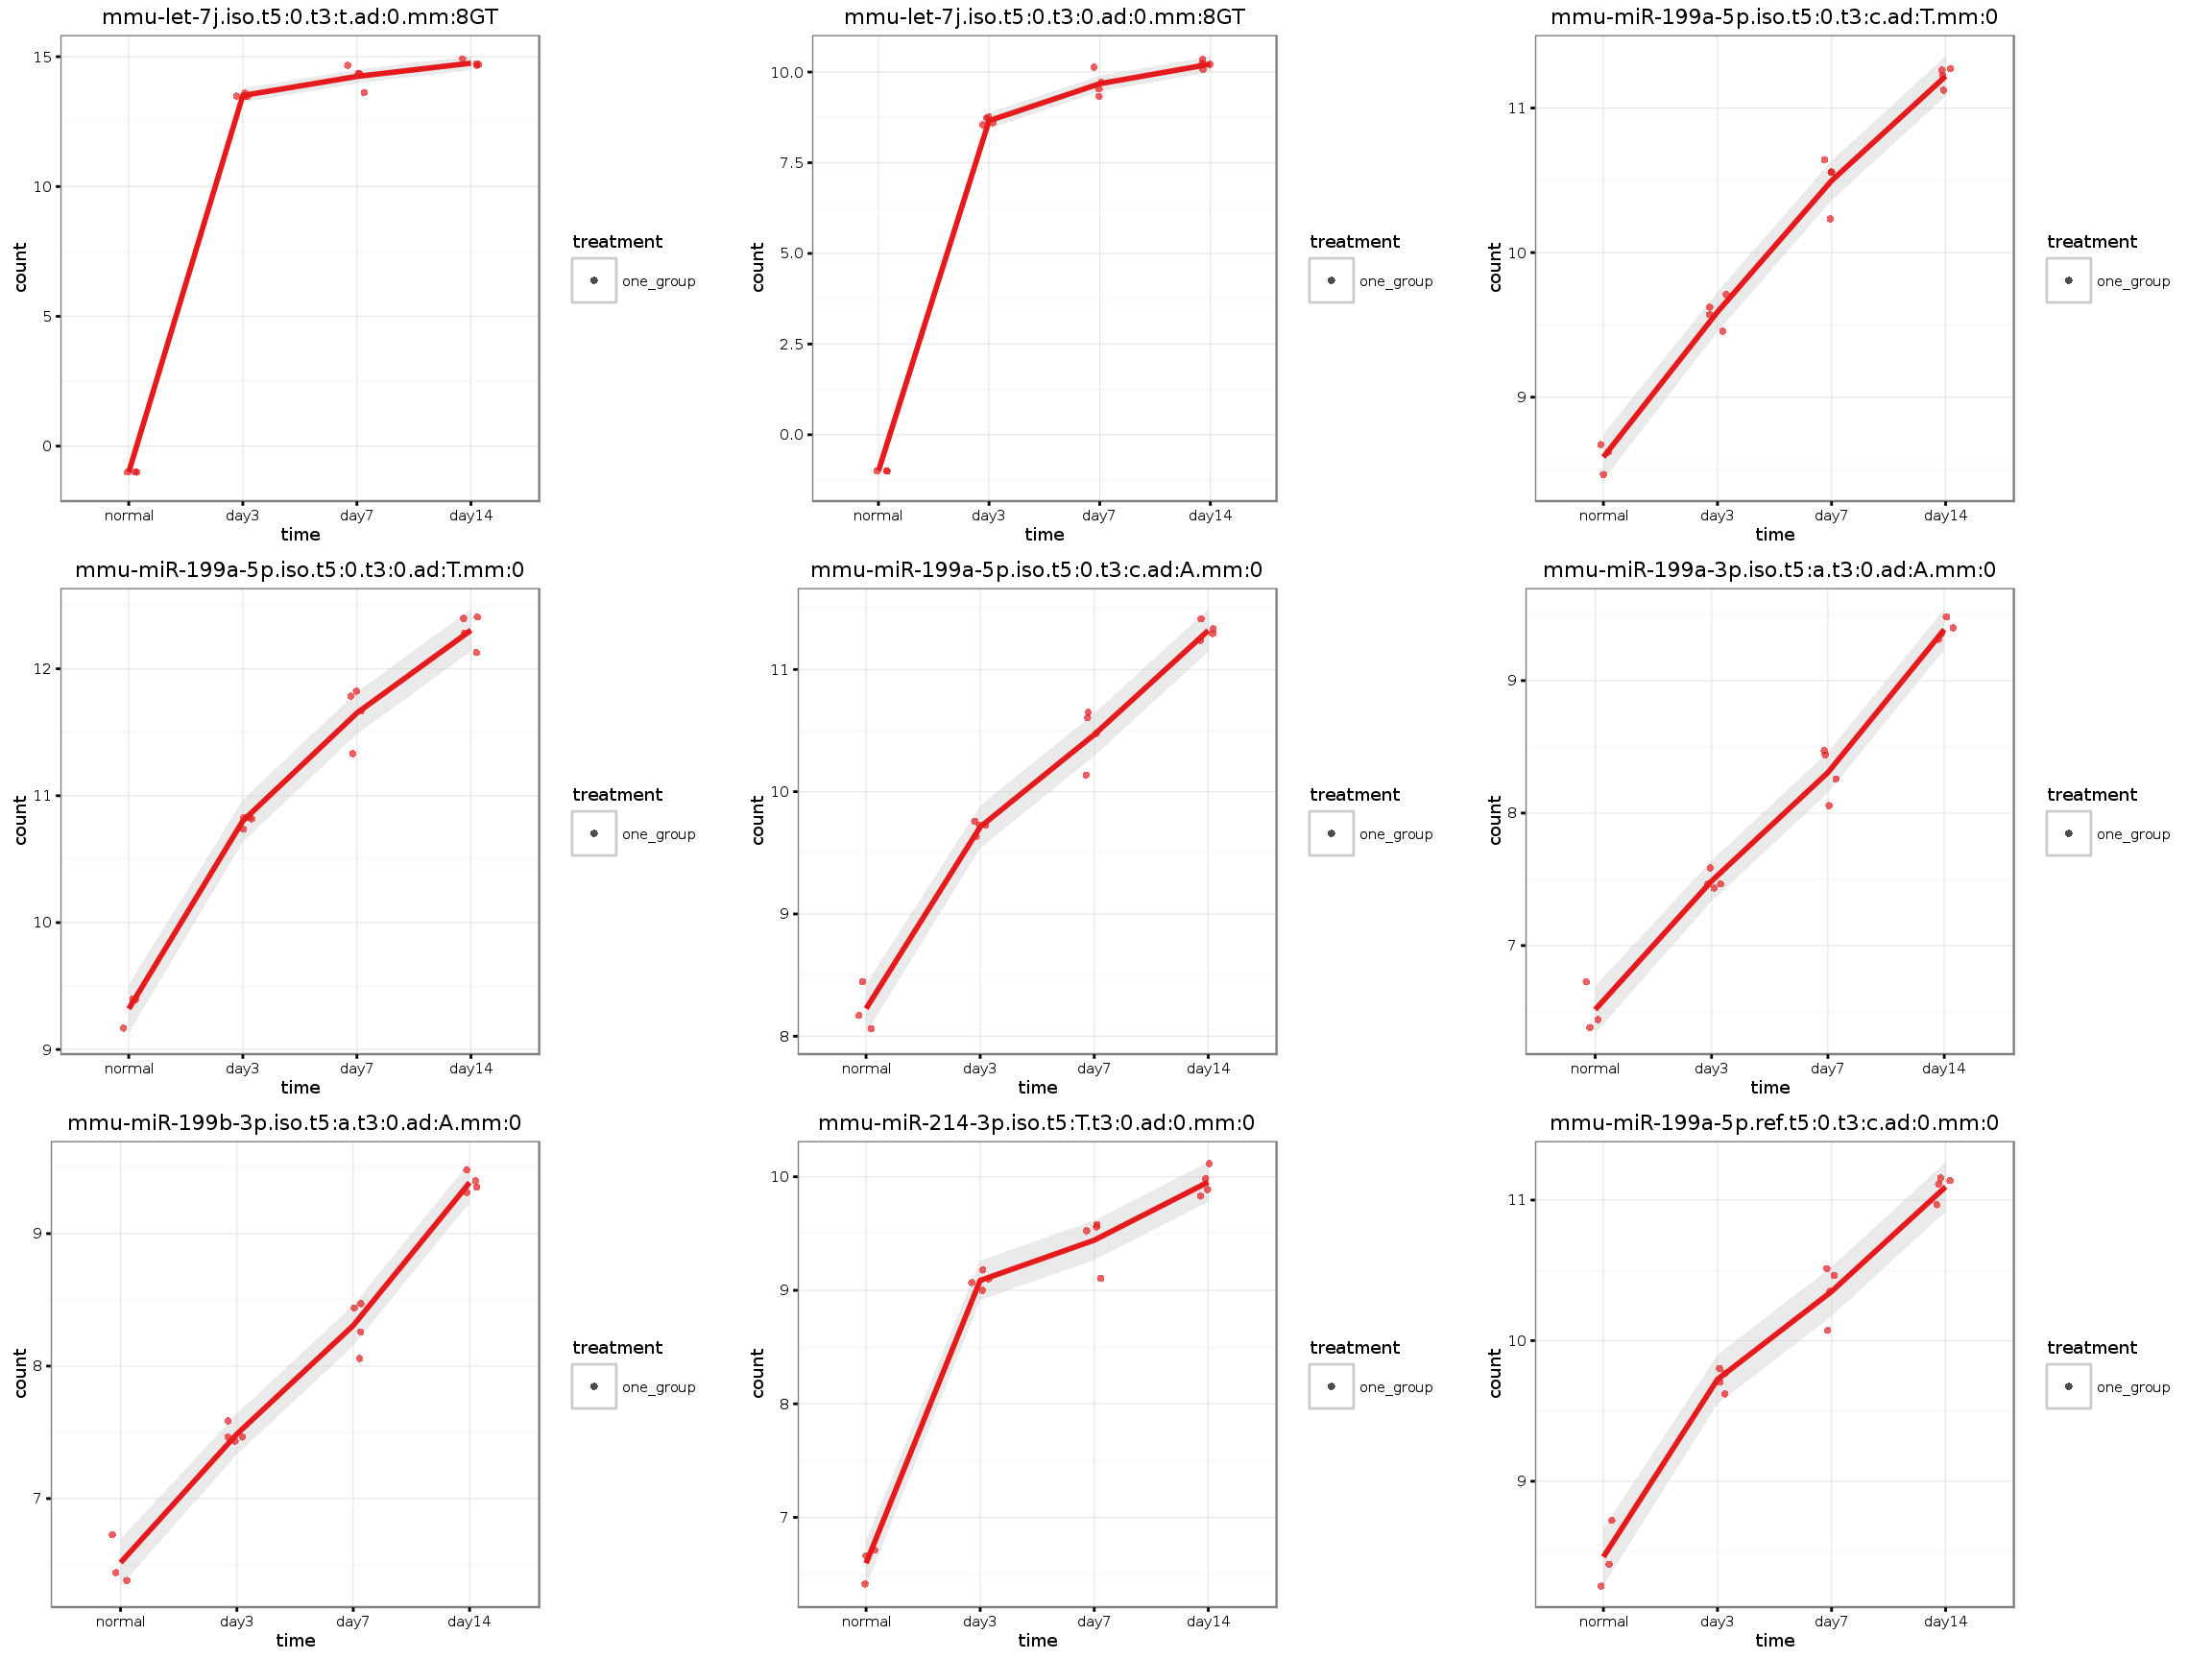 mmu-let-7j.iso.t5:0.t3:t.ad:0.mm:8GT
15
10
5
0
count
normal day3 day7 day14
time
treatment
one_group
mmu-let-7j.iso.t5:0.t3:0.ad:0.mm:8GT
10.0
7.5
5.0
2.5
0.0
count
normal day3 day7 day14
time
treatment
one_group
mmu-miR-199a-5p.iso.t5:0.t3:c.ad:T.mm:0
11
10
9
count
normal day3 day7 day14
time
treatment
one_group
mmu-miR-199a-5p.iso.t5:0.t3:0.ad:T.mm:0
12
11
10
9
count
normal day3 day7 day14
time
treatment
one_group
mmu-miR-199a-5p.iso.t5:0.t3:c.ad:A.mm:0
11
10
9
8
count
normal day3 day7 day14
time
treatment
one_group
mmu-miR-199a-3p.iso.t5:a.t3:0.ad:A.mm:0
9
8
7
count
normal day3 day7 day14
time
treatment
one_group
mmu-miR-199b-3p.iso.t5:a.t3:0.ad:A.mm:0
9
8
7
count
normal day3 day7 day14
time
treatment
one_group
mmu-miR-214-3p.iso.t5:T.t3:0.ad:0.mm:0
10
9
8
7
count
normal day3 day7 day14
time
treatment
one_group
mmu-miR-199a-5p.ref.t5:0.t3:c.ad:0.mm:0
11
10
9
count
normal day3 day7 day14
time
treatment
one_group